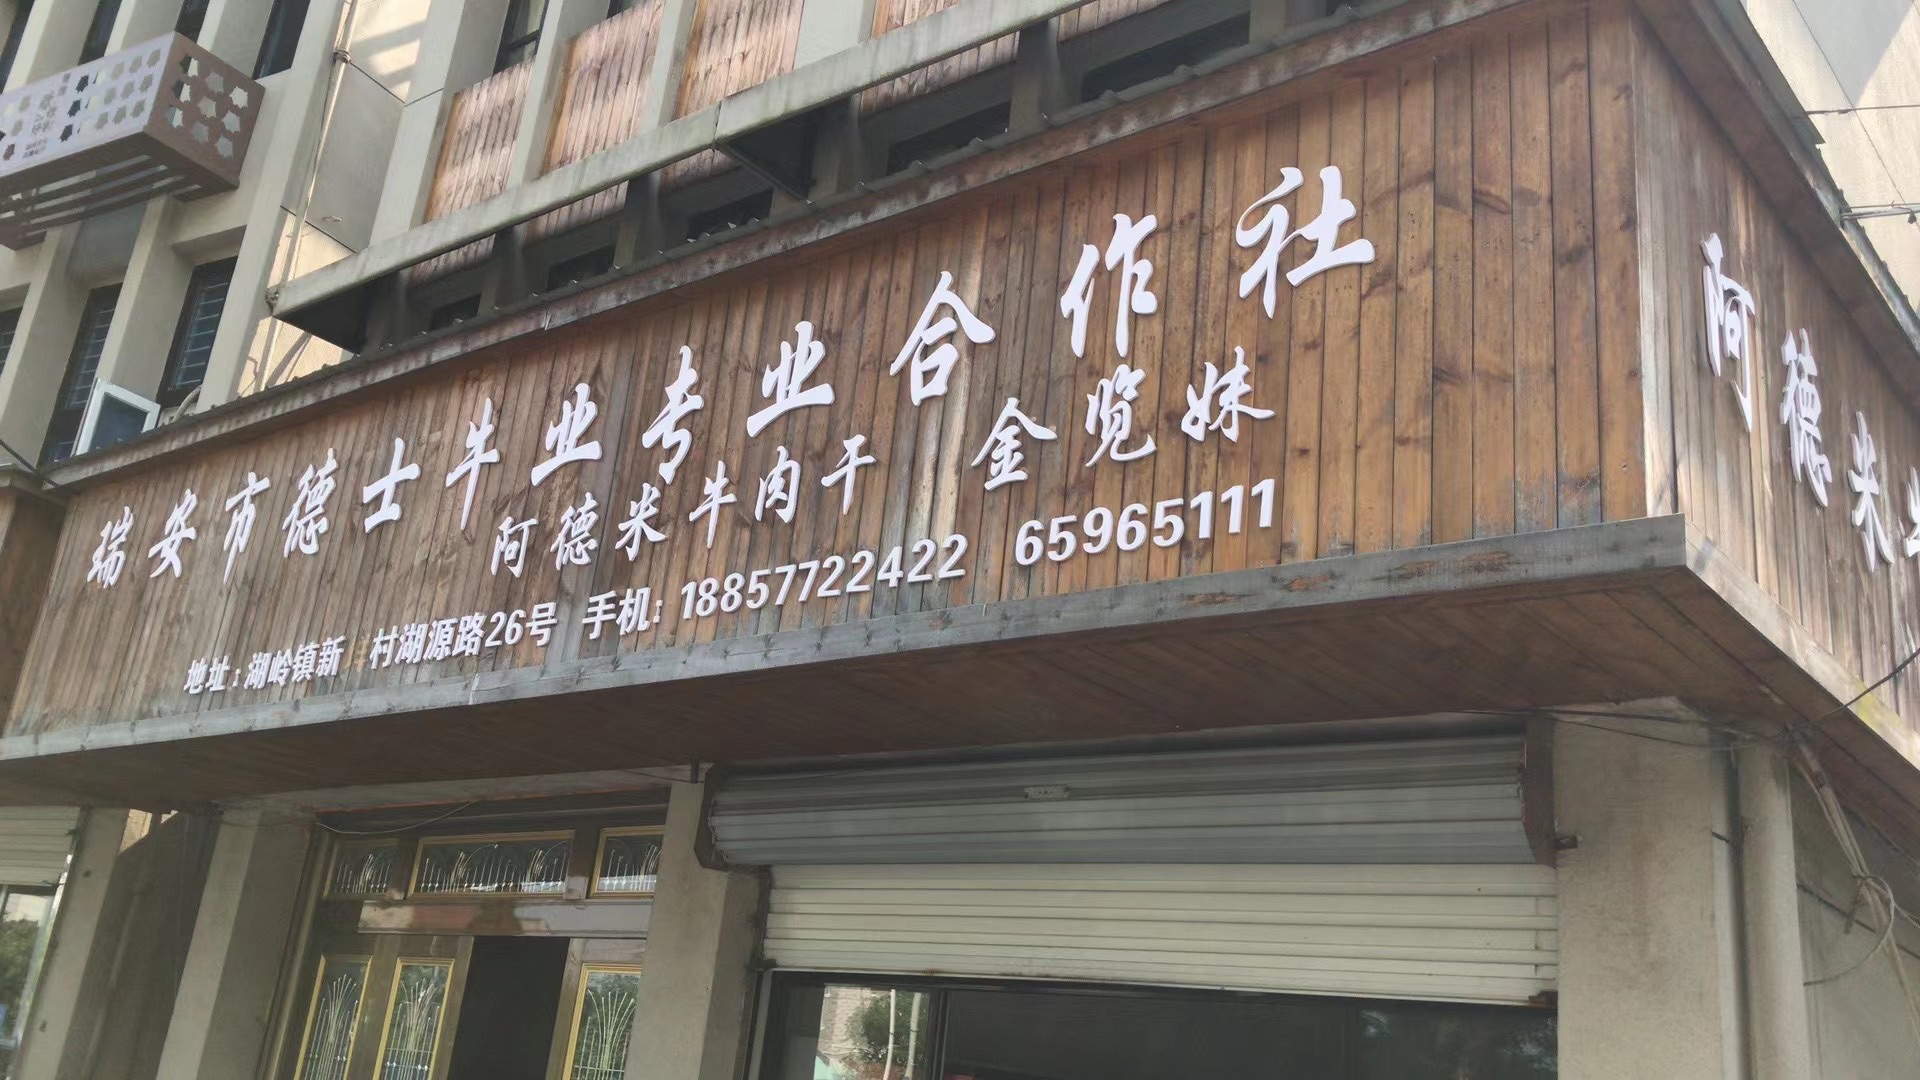 瑞安市德士牛业专业合作社
阿德米牛肉干 金览妹
地址:湖岭镇新 村湖源路26号 手机:18857722422 65965111
阿德米牛